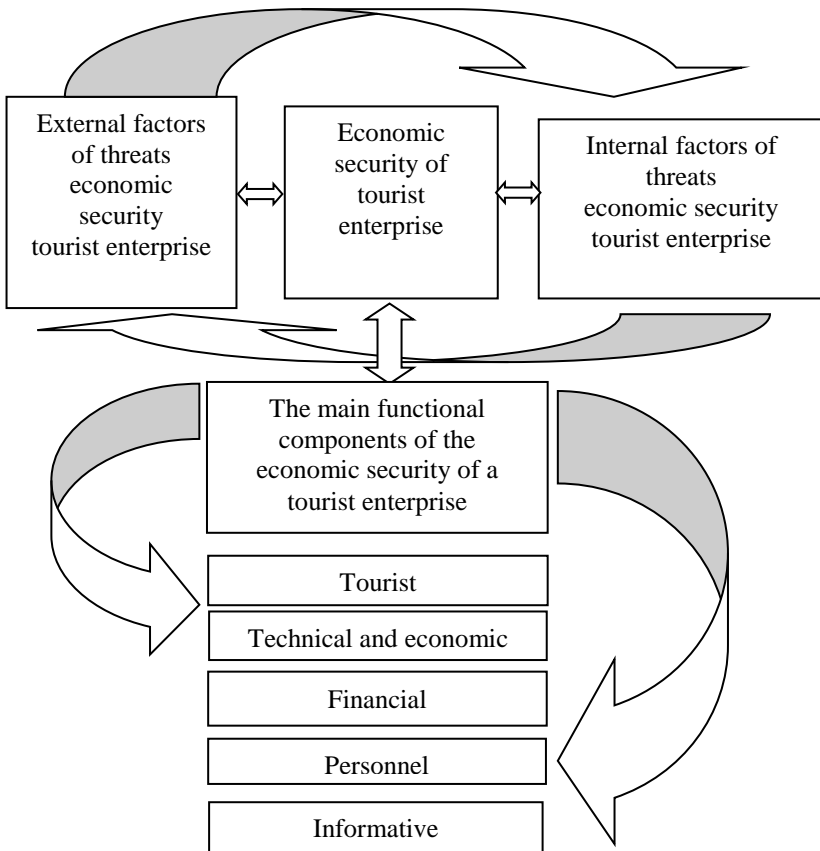 External factors
of threats
economic
security
tourist enterprise
Economic
security of
tourist
enterprise
Internal factors of
threats
economic security
tourist enterprise
The main functional
components of the
economic security of a
tourist enterprise
Tourist
Technical and economic
Financial
Personnel
Informative